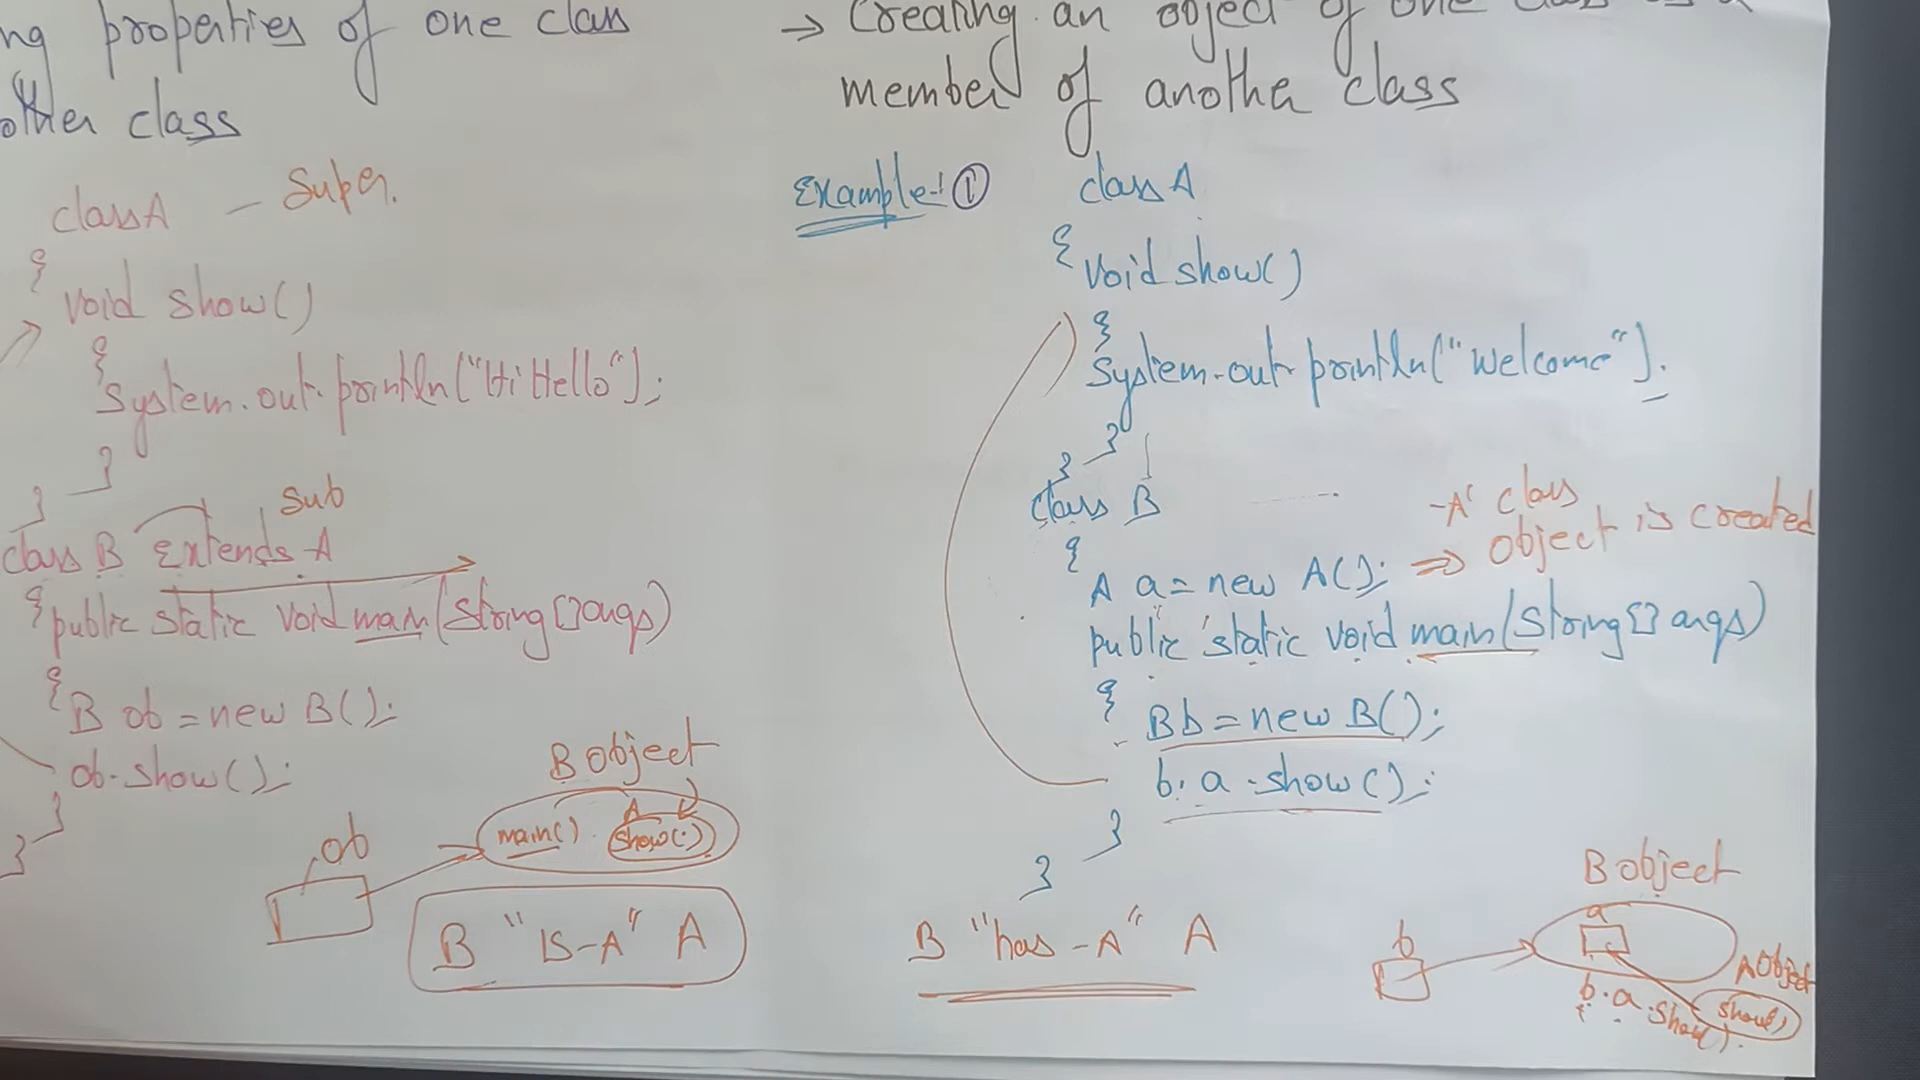 properties of one class
other class
class A - Super.
{
void show()
{
System.out.println("Hi Hello");
}
}
Sub
class B Extends A
{ public static void main(String[]args)
{ B ob = new B();
ob.show();
}
}
B object
ob
main() A show()
B "IS-A" A
→ Creating an object of one
member of another class
Example:- ①
class A
{ void show()
{
System.out.println("Welcome").
}
}
class B
{
A a = new A(); ⇒ 'A' class
object is created
public static void main(String[] args)
{ B b = new B();
b.a.show();
}
}
B "has-A" A
B object
b
a
A Object
b.a.show().
show()